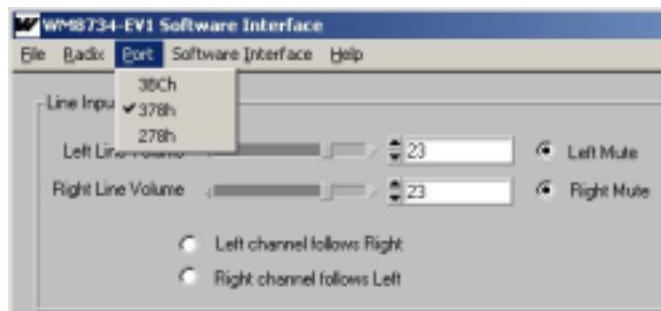 WM8734-EV1 Software Interface
File Radix Port Software Interface Help
3BCh
378h
278h
Line Inpu
Left Line Volume 23 Left Mute
Right Line Volume 23 Right Mute
Left channel follows Right
Right channel follows Left